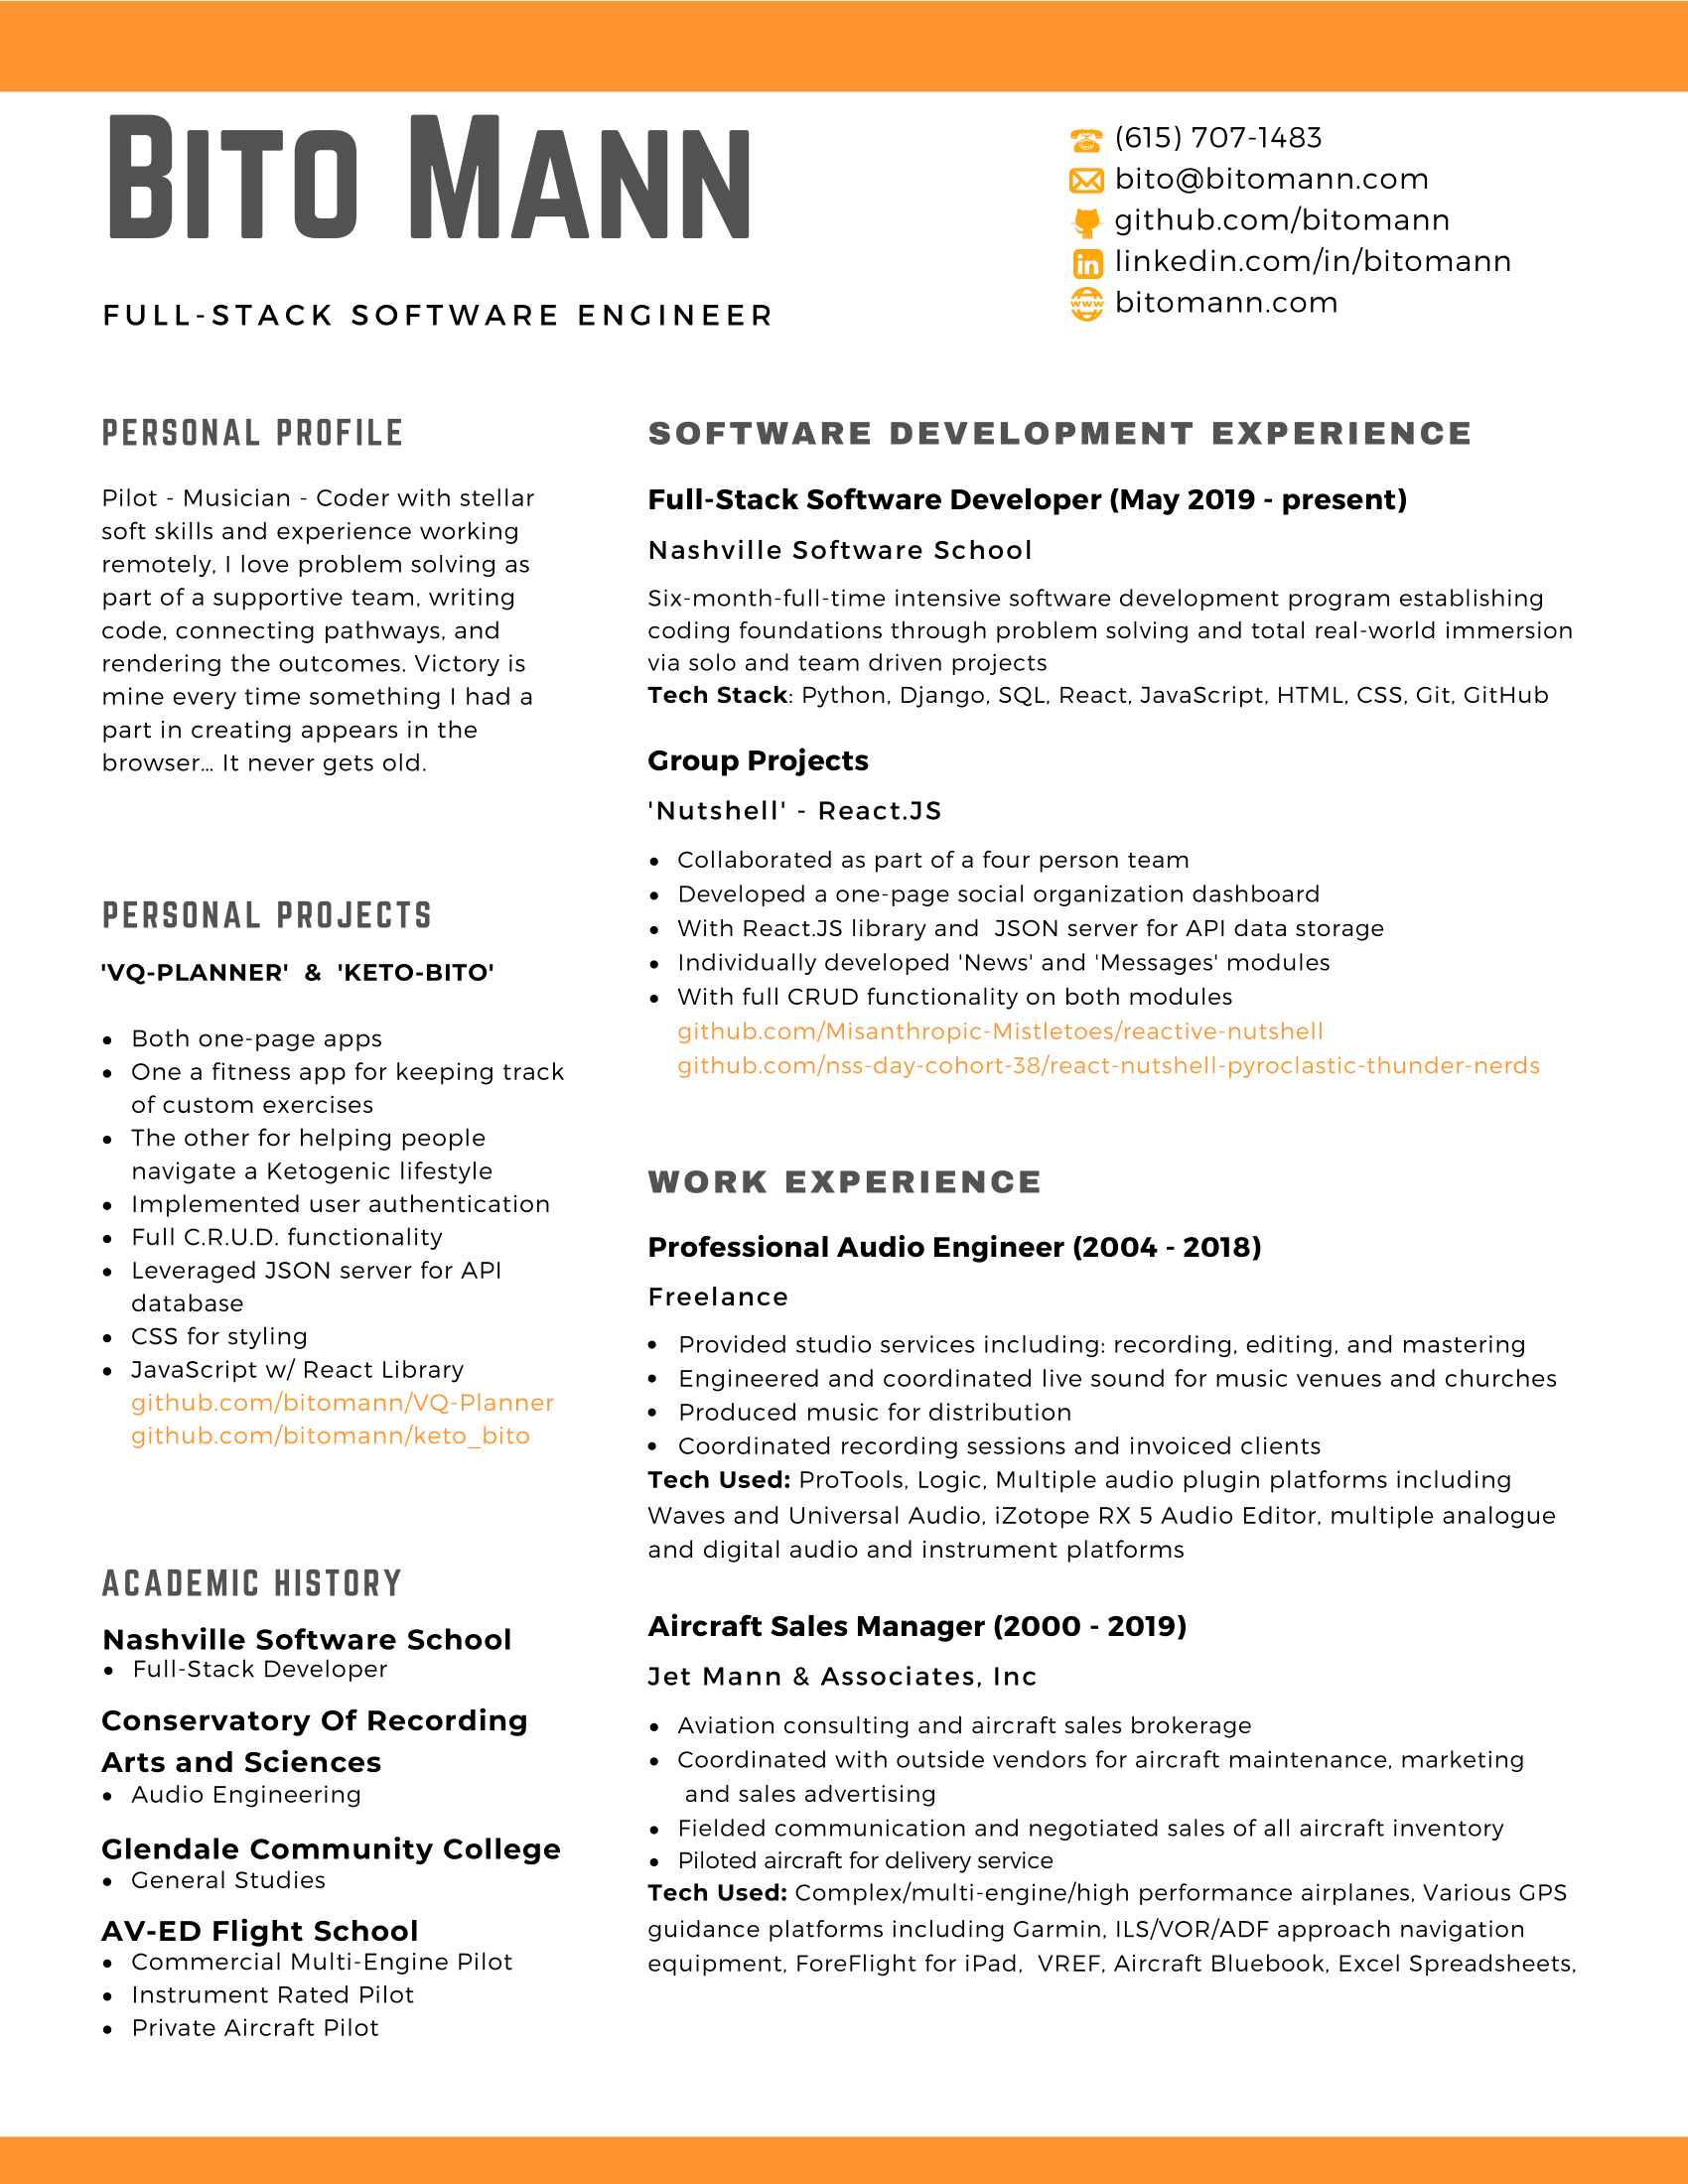 Bito Mann
FULL-STACK SOFTWARE ENGINEER
(615) 707-1483
bito@bitomann.com
github.com/bitomann
linkedin.com/in/bitomann
bitomann.com
PERSONAL PROFILE
Pilot - Musician - Coder with stellar
soft skills and experience working
remotely, I love problem solving as
part of a supportive team, writing
code, connecting pathways, and
rendering the outcomes. Victory is
mine every time something I had a
part in creating appears in the
browser... It never gets old.
PERSONAL PROJECTS
'VQ-PLANNER' & 'KETO-BITO'
• Both one-page apps
• One a fitness app for keeping track
of custom exercises
• The other for helping people
navigate a Ketogenic lifestyle
• Implemented user authentication
• Full C.R.U.D. functionality
• Leveraged JSON server for API
database
• CSS for styling
• JavaScript w/ React Library
github.com/bitomann/VQ-Planner
github.com/bitomann/keto_bito
ACADEMIC HISTORY
Nashville Software School
• Full-Stack Developer
Conservatory Of Recording
Arts and Sciences
• Audio Engineering
Glendale Community College
• General Studies
AV-ED Flight School
• Commercial Multi-Engine Pilot
• Instrument Rated Pilot
• Private Aircraft Pilot
SOFTWARE DEVELOPMENT EXPERIENCE
Full-Stack Software Developer (May 2019 - present)
Nashville Software School
Six-month-full-time intensive software development program establishing
coding foundations through problem solving and total real-world immersion
via solo and team driven projects
Tech Stack: Python, Django, SQL, React, JavaScript, HTML, CSS, Git, GitHub
Group Projects
'Nutshell' - React.JS
• Collaborated as part of a four person team
• Developed a one-page social organization dashboard
• With React.JS library and  JSON server for API data storage
• Individually developed 'News' and 'Messages' modules
• With full CRUD functionality on both modules
github.com/Misanthropic-Mistletoes/reactive-nutshell
github.com/nss-day-cohort-38/react-nutshell-pyroclastic-thunder-nerds
WORK EXPERIENCE
Professional Audio Engineer (2004 - 2018)
Freelance
• Provided studio services including: recording, editing, and mastering
• Engineered and coordinated live sound for music venues and churches
• Produced music for distribution
• Coordinated recording sessions and invoiced clients
Tech Used: ProTools, Logic, Multiple audio plugin platforms including
Waves and Universal Audio, iZotope RX 5 Audio Editor, multiple analogue
and digital audio and instrument platforms
Aircraft Sales Manager (2000 - 2019)
Jet Mann & Associates, Inc
• Aviation consulting and aircraft sales brokerage
• Coordinated with outside vendors for aircraft maintenance, marketing
and sales advertising
• Fielded communication and negotiated sales of all aircraft inventory
• Piloted aircraft for delivery service
Tech Used: Complex/multi-engine/high performance airplanes, Various GPS
guidance platforms including Garmin, ILS/VOR/ADF approach navigation
equipment, ForeFlight for iPad,  VREF, Aircraft Bluebook, Excel Spreadsheets,